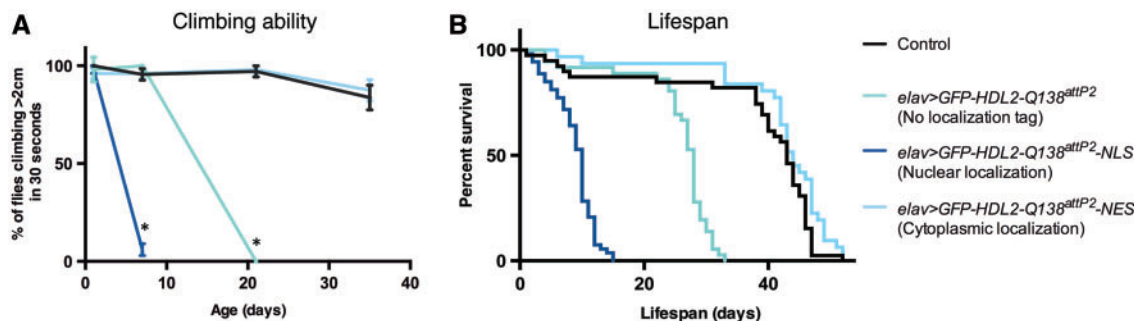 A
Climbing ability
% of flies climbing >2cm
in 30 seconds
100
50
0
*
*
0
10
20
30
40
Age (days)
B
Lifespan
Percent survival
100
50
0
0
20
40
Lifespan (days)
Control
elav>GFP-HDL2-Q138attP2
(No localization tag)
elav>GFP-HDL2-Q138attP2-NLS
(Nuclear localization)
elav>GFP-HDL2-Q138attP2-NES
(Cytoplasmic localization)